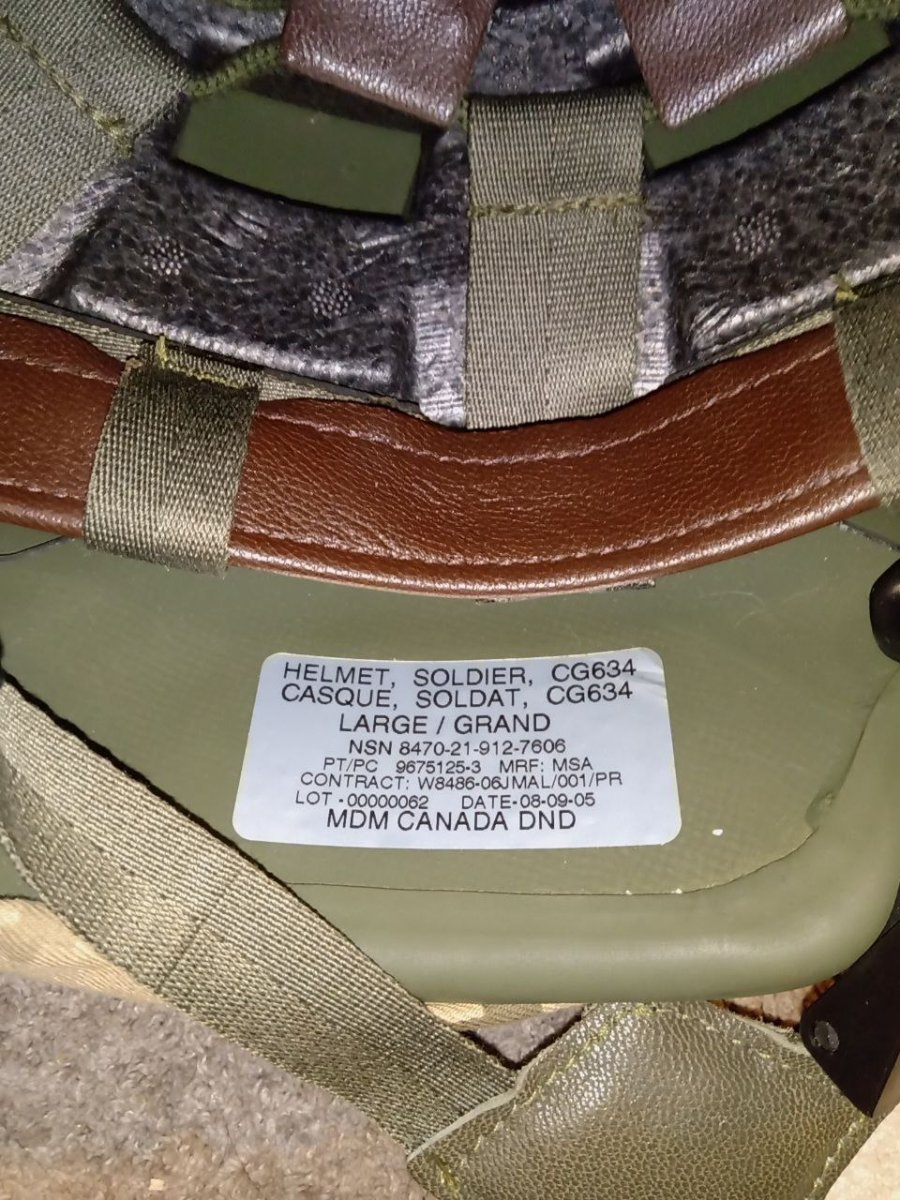 HELMET, SOLDIER, CG634
CASQUE, SOLDAT, CG634
LARGE / GRAND
NSN 8470-21-912-7606
PT/PC 9675125-3 MRF: MSA
CONTRACT: W8486-06JMAL/001/PR
LOT -00000062 DATE-08-09-05
MDM CANADA DND